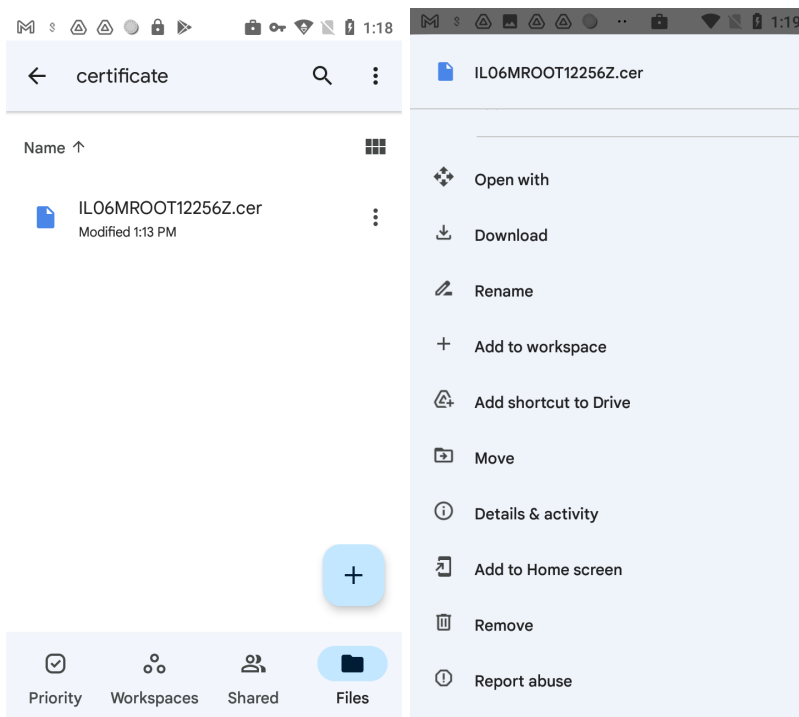 1:18
certificate
Name
IL06MROOT12256Z.cer
Modified 1:13 PM
Priority
Workspaces
Shared
Files
1:19
IL06MROOT12256Z.cer
Open with
Download
Rename
Add to workspace
Add shortcut to Drive
Move
Details & activity
Add to Home screen
Remove
Report abuse